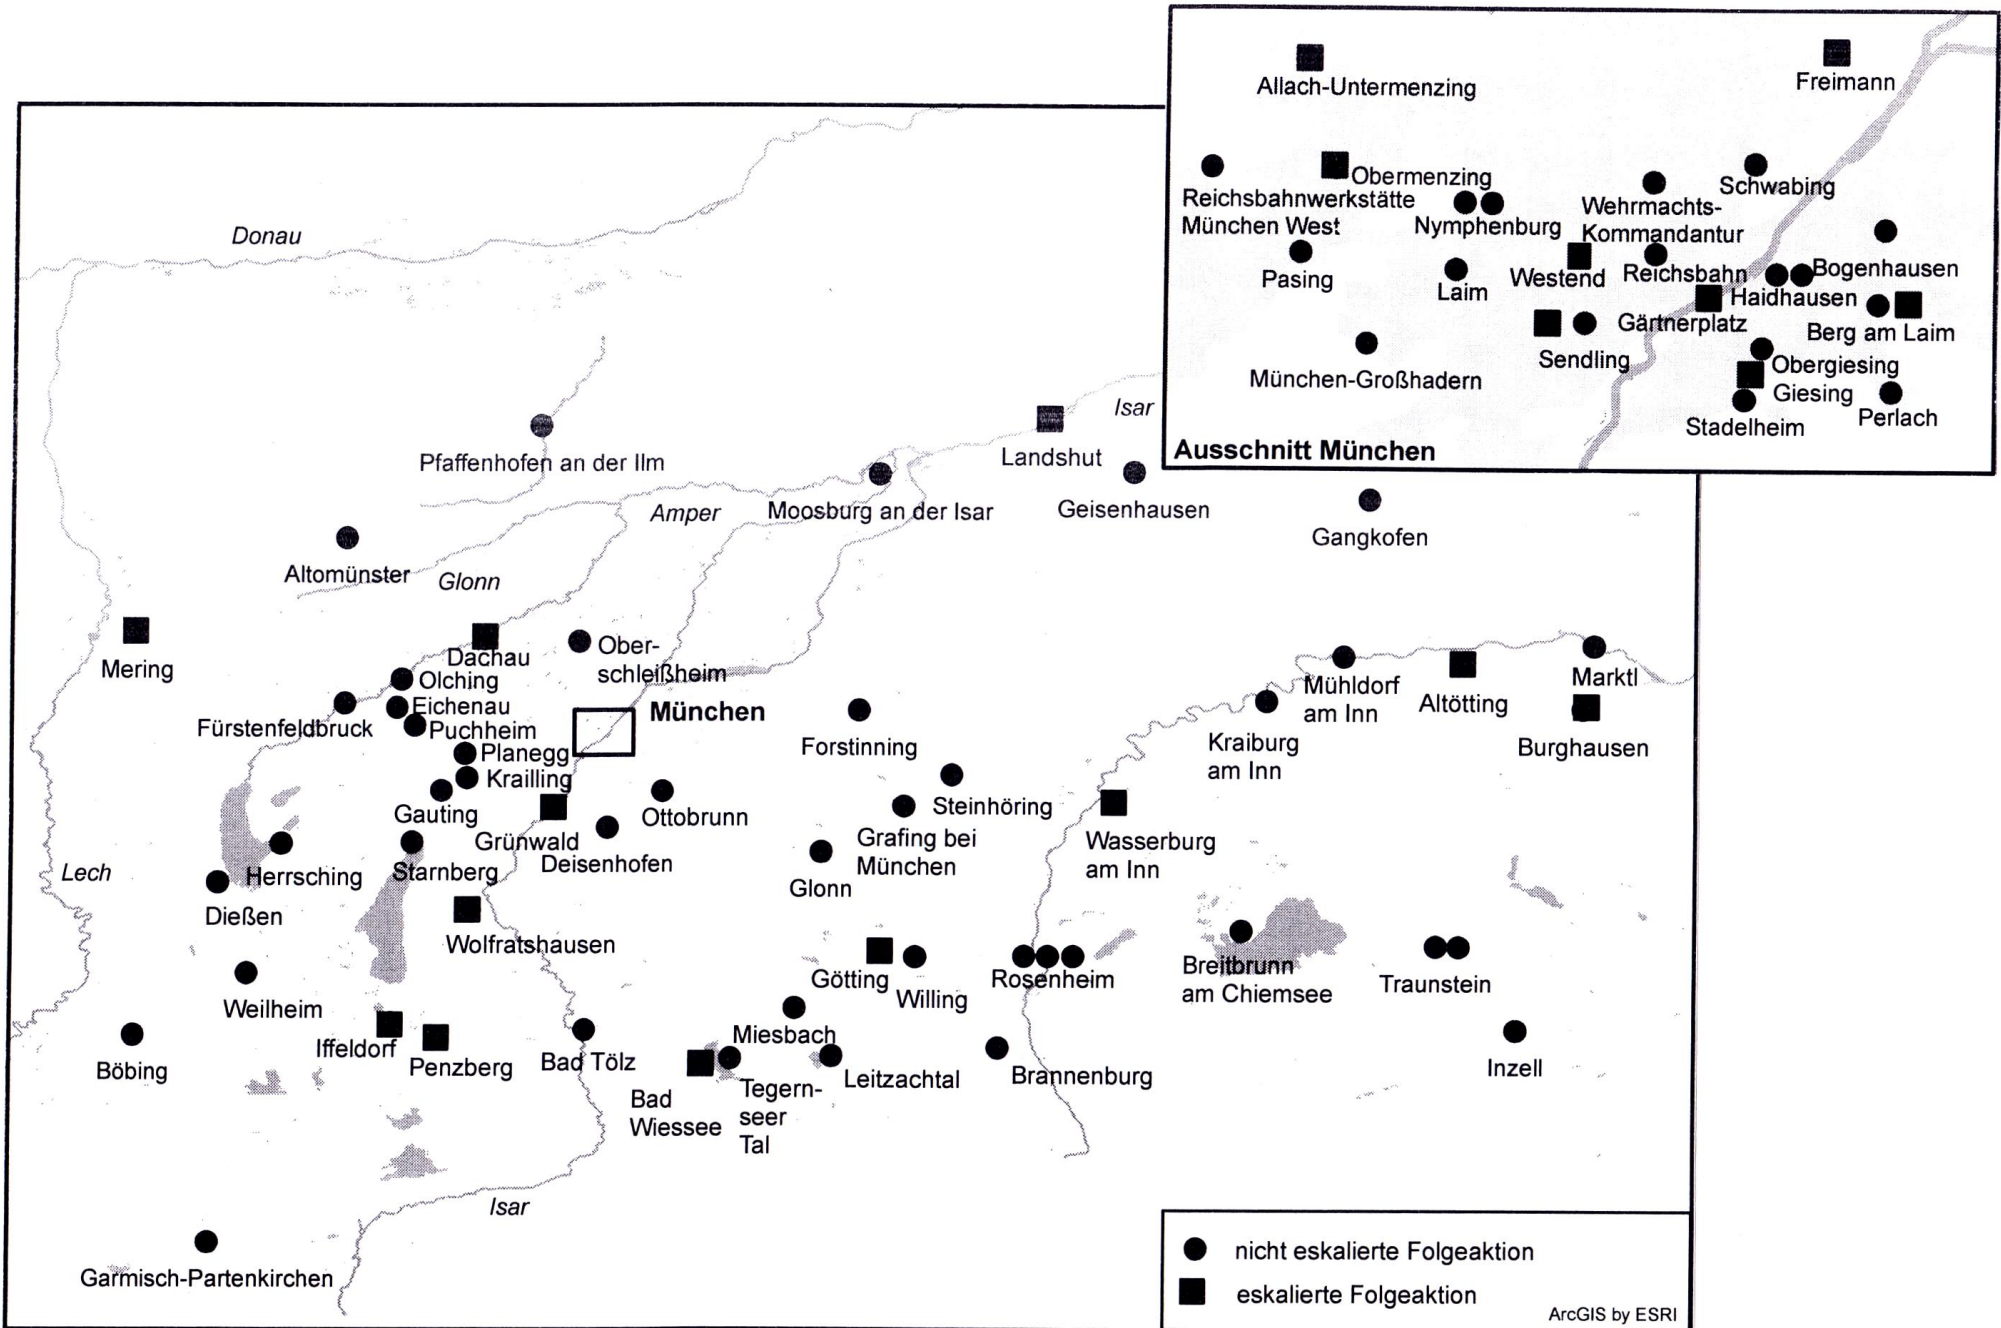 Allach-Untermenzing
Freimann
Obermenzing
Schwabing
Reichsbahnwerkstätte
München West
Nymphenburg
Wehrmachts-
Kommandantur
Pasing
Laim
Westend
Reichsbahn
Bogenhausen
Haidhausen
Gärtnerplatz
Berg am Laim
Sendling
München-Großhadern
Obergiesing
Giesing
Perlach
Stadelheim
Ausschnitt München
Donau
Isar
Pfaffenhofen an der Ilm
Landshut
Amper
Moosburg an der Isar
Geisenhausen
Gangkofen
Altomünster
Glonn
Mering
Dachau
Ober-
schleißheim
Olching
Eichenau
Fürstenfeldbruck
Puchheim
München
Planegg
Krailling
Gauting
Forstinning
Mühldorf
am Inn
Altötting
Marktl
Kraiburg
am Inn
Burghausen
Steinhöring
Ottobrunn
Grünwald
Deisenhofen
Grafing bei
München
Wasserburg
am Inn
Lech
Herrsching
Starnberg
Glonn
Dießen
Wolfratshausen
Götting
Willing
Rosenheim
Breitbrunn
am Chiemsee
Traunstein
Weilheim
Iffeldorf
Penzberg
Bad Tölz
Miesbach
Böbing
Leitzachtal
Brannenburg
Inzell
Bad
Wiessee
Tegern-
seer
Tal
Isar
Garmisch-Partenkirchen
nicht eskalierte Folgeaktion
eskalierte Folgeaktion
ArcGIS by ESRI